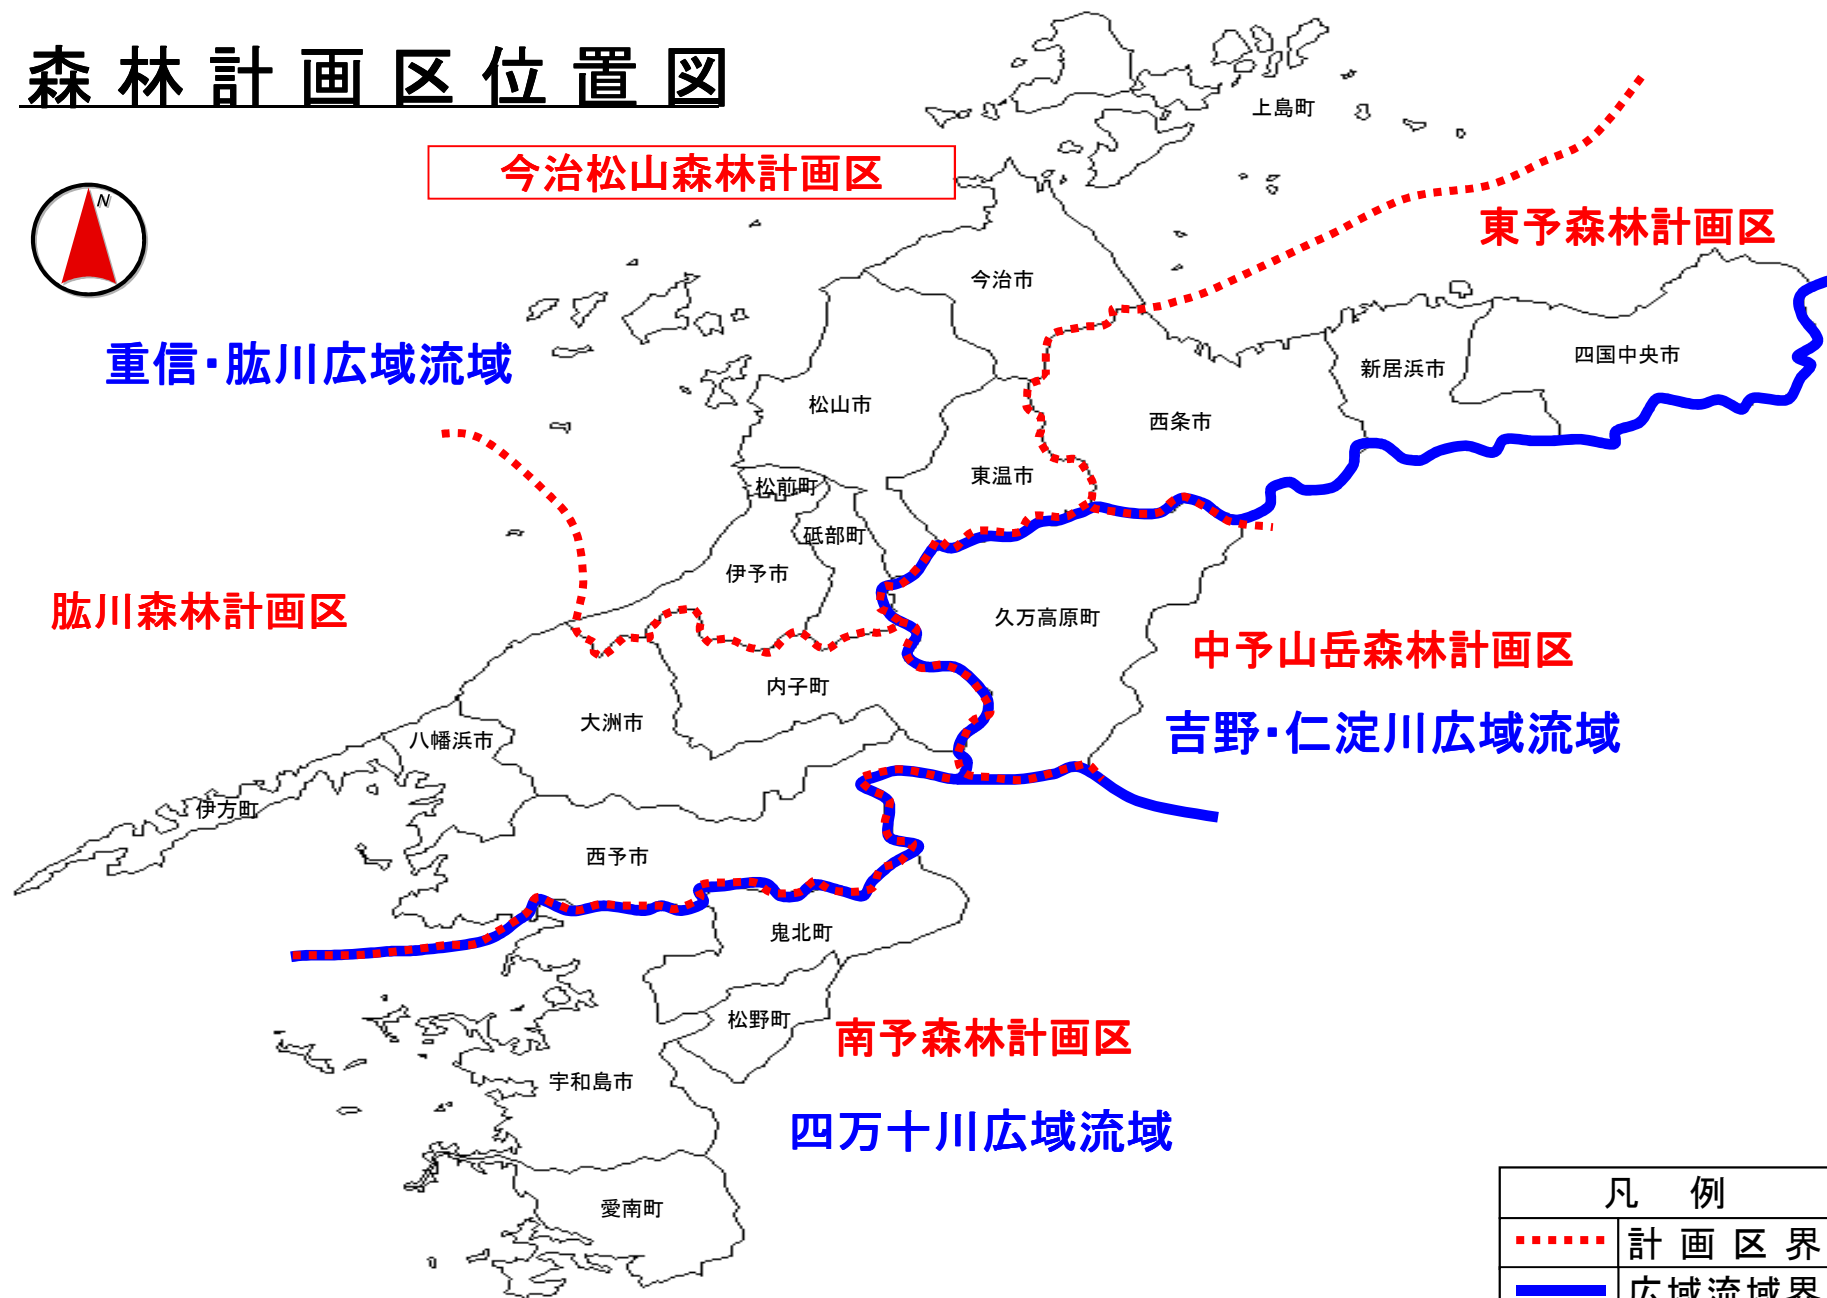 森林計画区位置図
上島町
今治松山森林計画区
N
東予森林計画区
今治市
重信・肱川広域流域
四国中央市
新居浜市
松山市
西条市
東温市
松前町
砥部町
伊予市
肱川森林計画区
久万高原町
中予山岳森林計画区
内子町
大洲市
吉野・仁淀川広域流域
八幡浜市
伊方町
西予市
鬼北町
松野町
南予森林計画区
宇和島市
四万十川広域流域
凡例
愛南町
計画区界
広域流域界